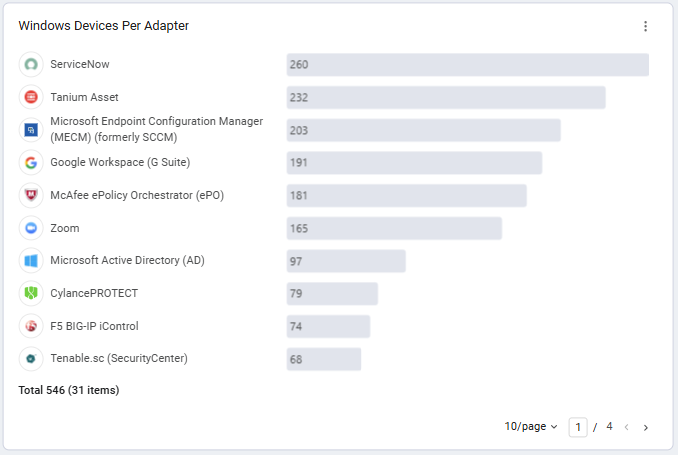 Windows Devices Per Adapter
ServiceNow 260
Tanium Asset 232
Microsoft Endpoint Configuration Manager
(MECM) (formerly SCCM) 203
Google Workspace (G Suite) 191
McAfee ePolicy Orchestrator (ePO) 181
Zoom 165
Microsoft Active Directory (AD) 97
CylancePROTECT 79
F5 BIG-IP iControl 74
Tenable.sc (SecurityCenter) 68
Total 546 (31 items)
10/page 1 / 4